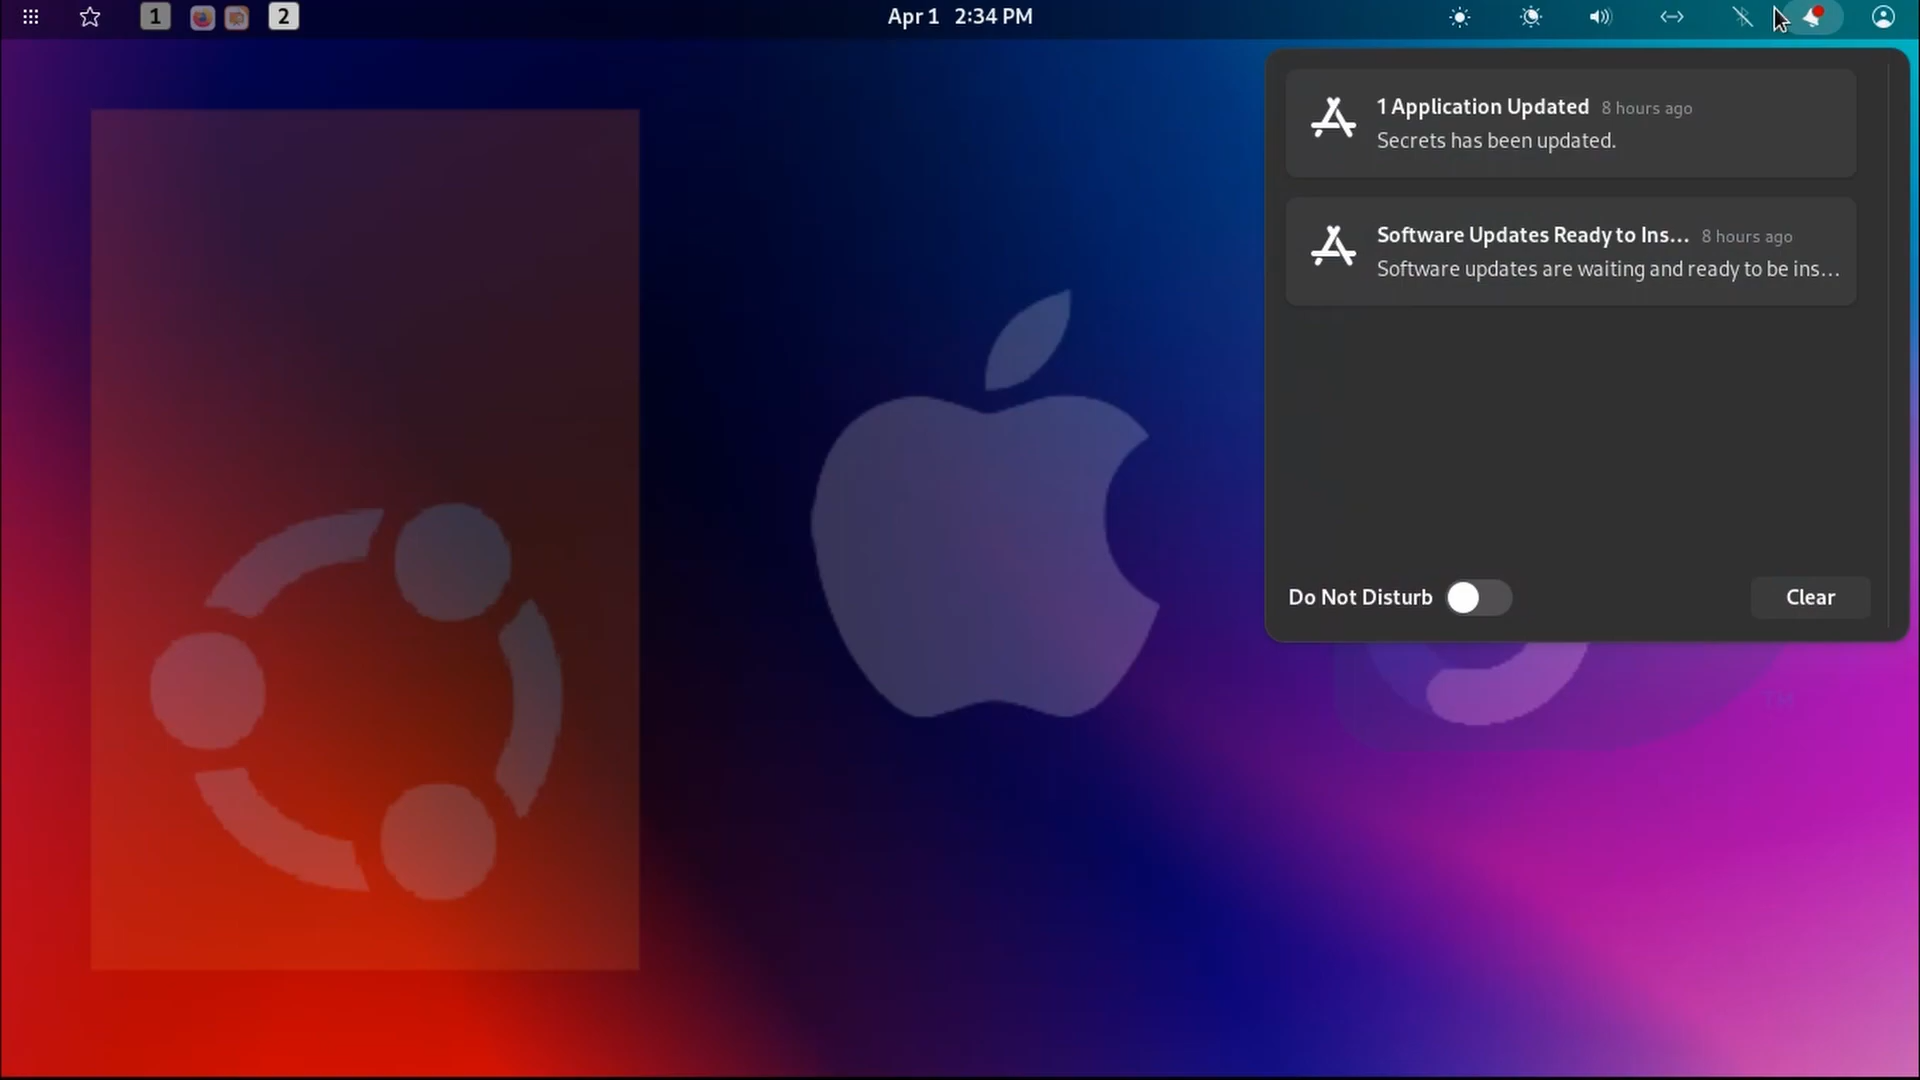 1
2
Apr 1 2:34 PM
1 Application Updated 8 hours ago
Secrets has been updated.
Software Updates Ready to Ins... 8 hours ago
Software updates are waiting and ready to be ins...
Do Not Disturb
Clear
TM